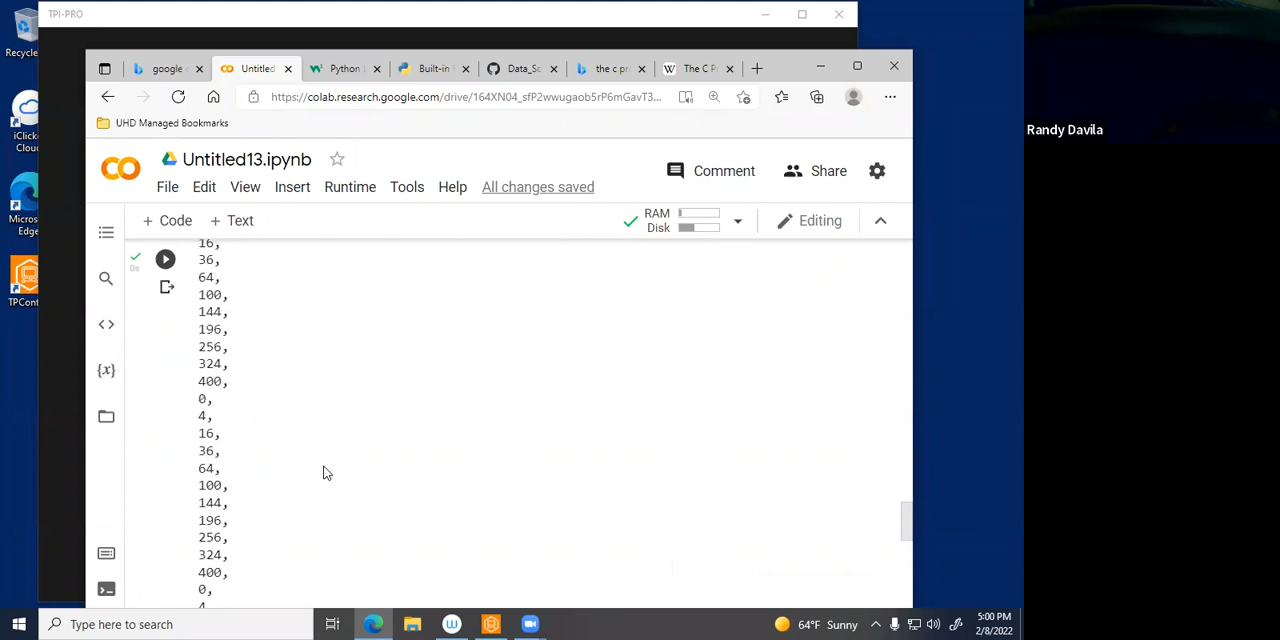 TPI-PRO
Recycle
google
Untitled
Python
Built-in
Data_Sc
the c pr
The C Pr
https://colab.research.google.com/drive/164XN04_sfP2wwugaob5rP6mGavT3...
UHD Managed Bookmarks
Randy Davila
Untitled13.ipynb
Comment
Share
File Edit View Insert Runtime Tools Help All changes saved
+ Code + Text
RAM
Disk
Editing
iClicke
Cloud
Micros
Edge
TPCont
0s
{x}
16,
36,
64,
100,
144,
196,
256,
324,
400,
0,
4,
16,
36,
64,
100,
144,
196,
256,
324,
400,
0,
4
Type here to search
64°F Sunny
5:00 PM
2/8/2022